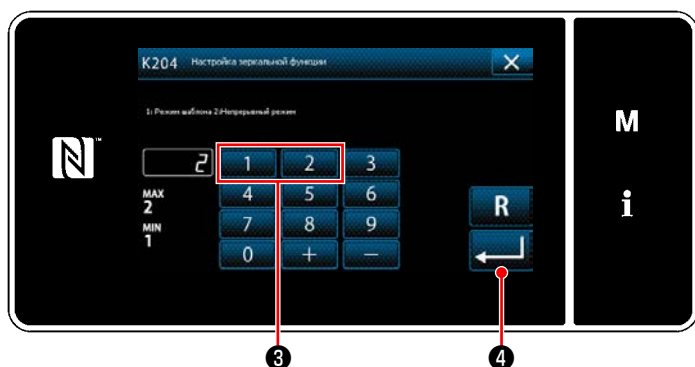 K204 Настройка зеркальной функции
1: Режим шаблона 2:Непрерывный режим
2 1 2 3
MAX 4 5 6
2
MIN 7 8 9
1
0 + −
R
M
i
N™
❸ ❹